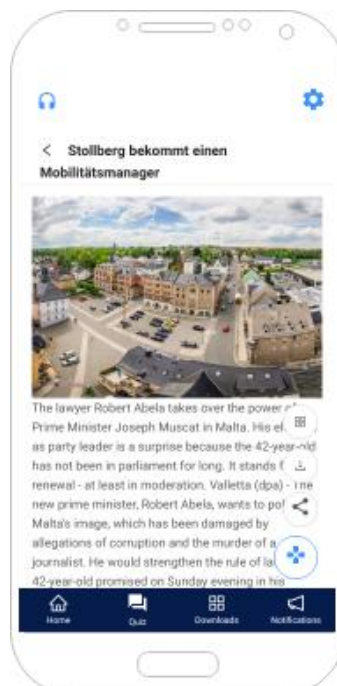 Stollberg bekommt einen
Mobilitätsmanager
The lawyer Robert Abela takes over the power
Prime Minister Joseph Muscat in Malta. His
as party leader is a surprise because the 42-year-old
has not been in parliament for long. It stands
renewal - at least in moderation. Valletta (dpa) -
new prime minister, Robert Abela, wants to
Malta's image, which has been damaged by
allegations of corruption and the murder of a
journalist. He would strengthen the rule of
42-year-old promised on Sunday evening in his
Home Quiz Downloads Notifications